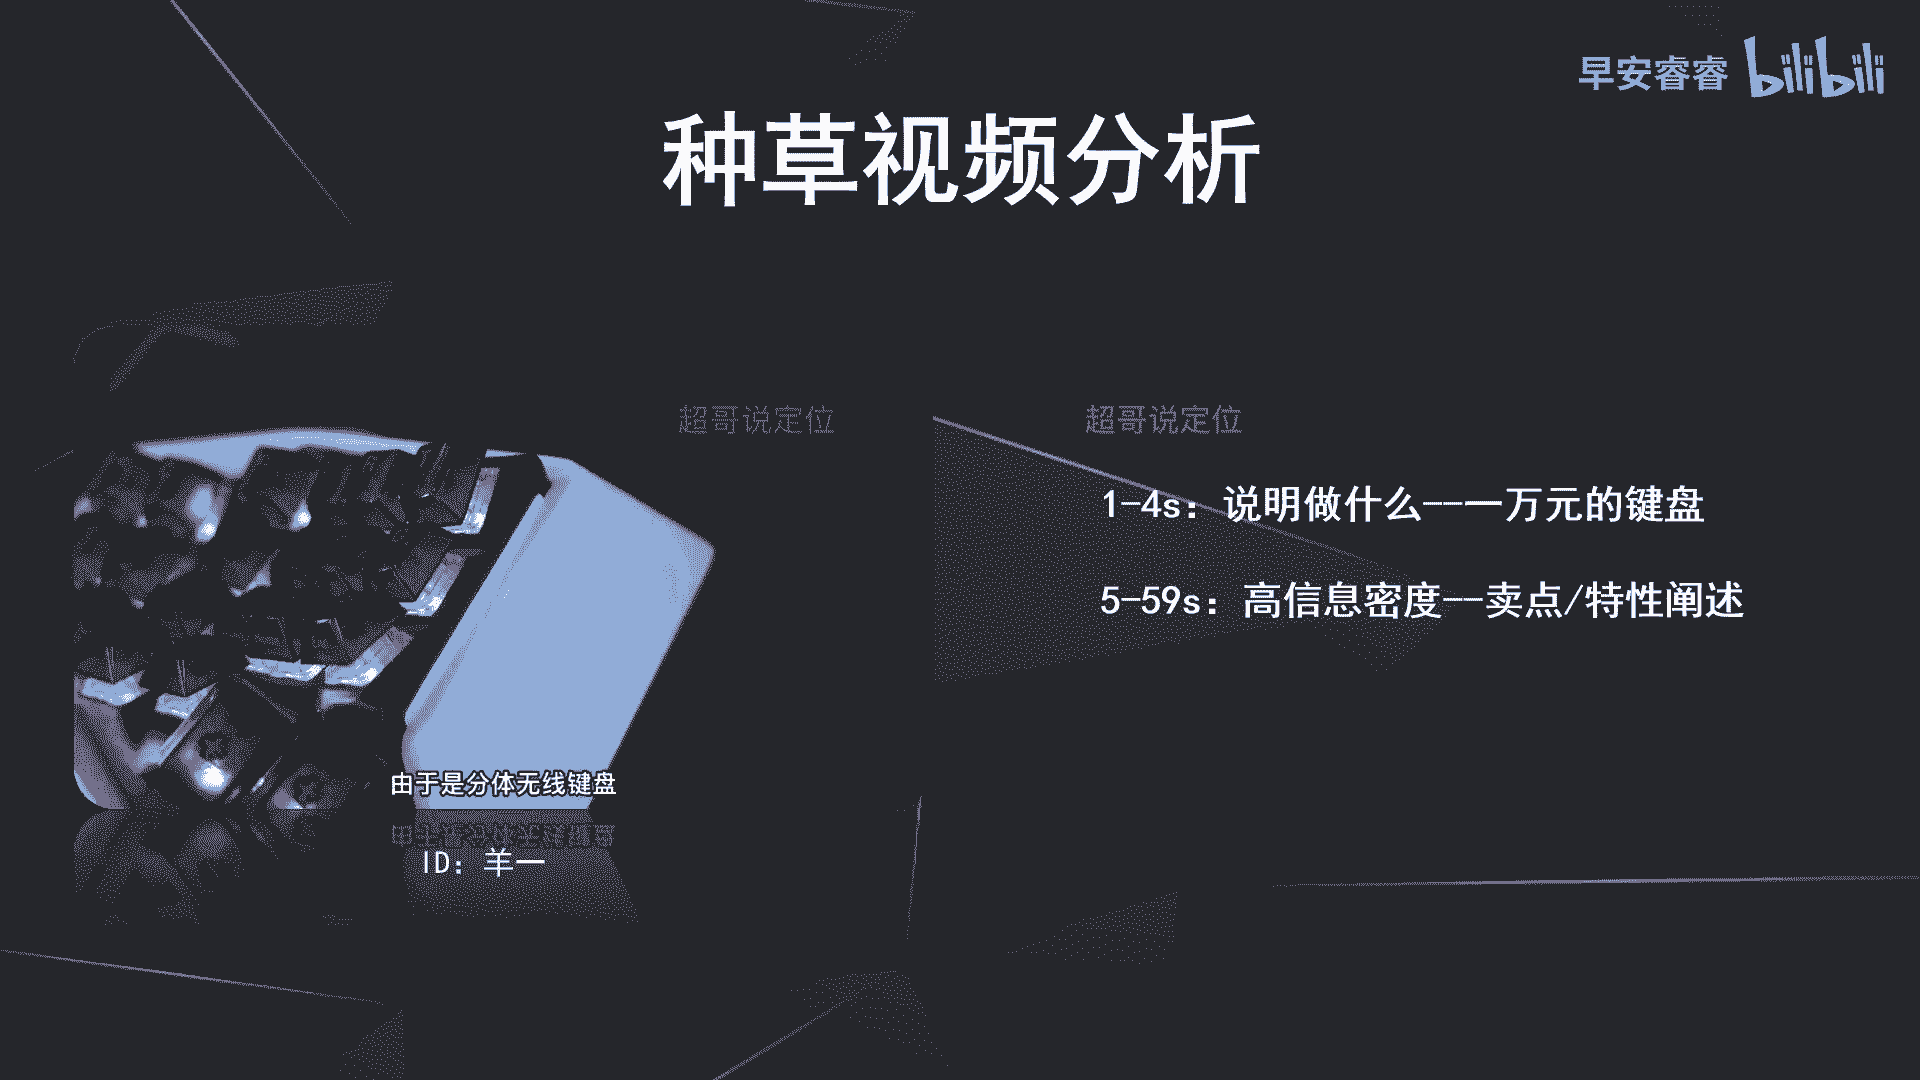 早安睿睿 bilibili
种草视频分析
超哥说定位
超哥说定位
1-4s：说明做什么--一万元的键盘
5-59s：高信息密度--卖点/特性阐述
由于是分体无线键盘
ID：羊一